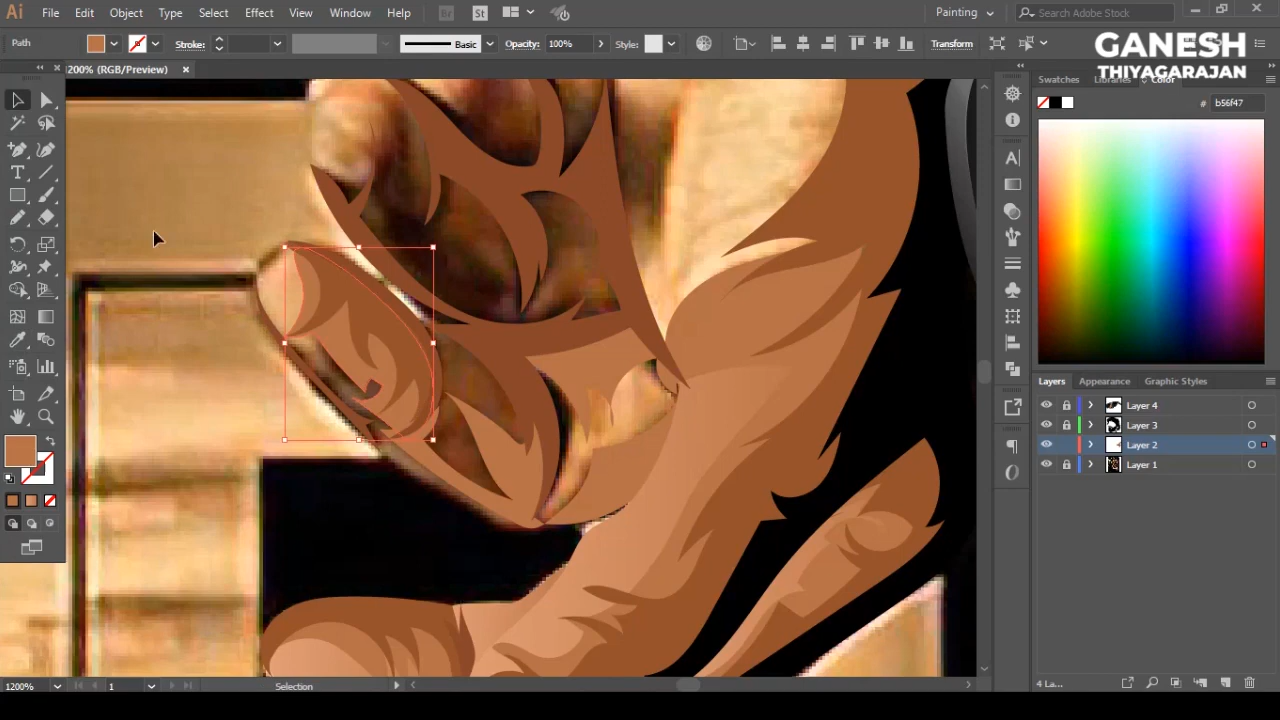 Ai File Edit Object Type Select Effect View Window Help Br St Painting Search Adobe Stock
Path Stroke: Basic Opacity: 100% Style: Transform
GANESH
THIYAGARAJAN
200% (RGB/Preview) ×
Swatches Libraries Color
# b56f47
Layers Appearance Graphic Styles
Layer 4
Layer 3
Layer 2
Layer 1
4 La...
1200% 1 Selection